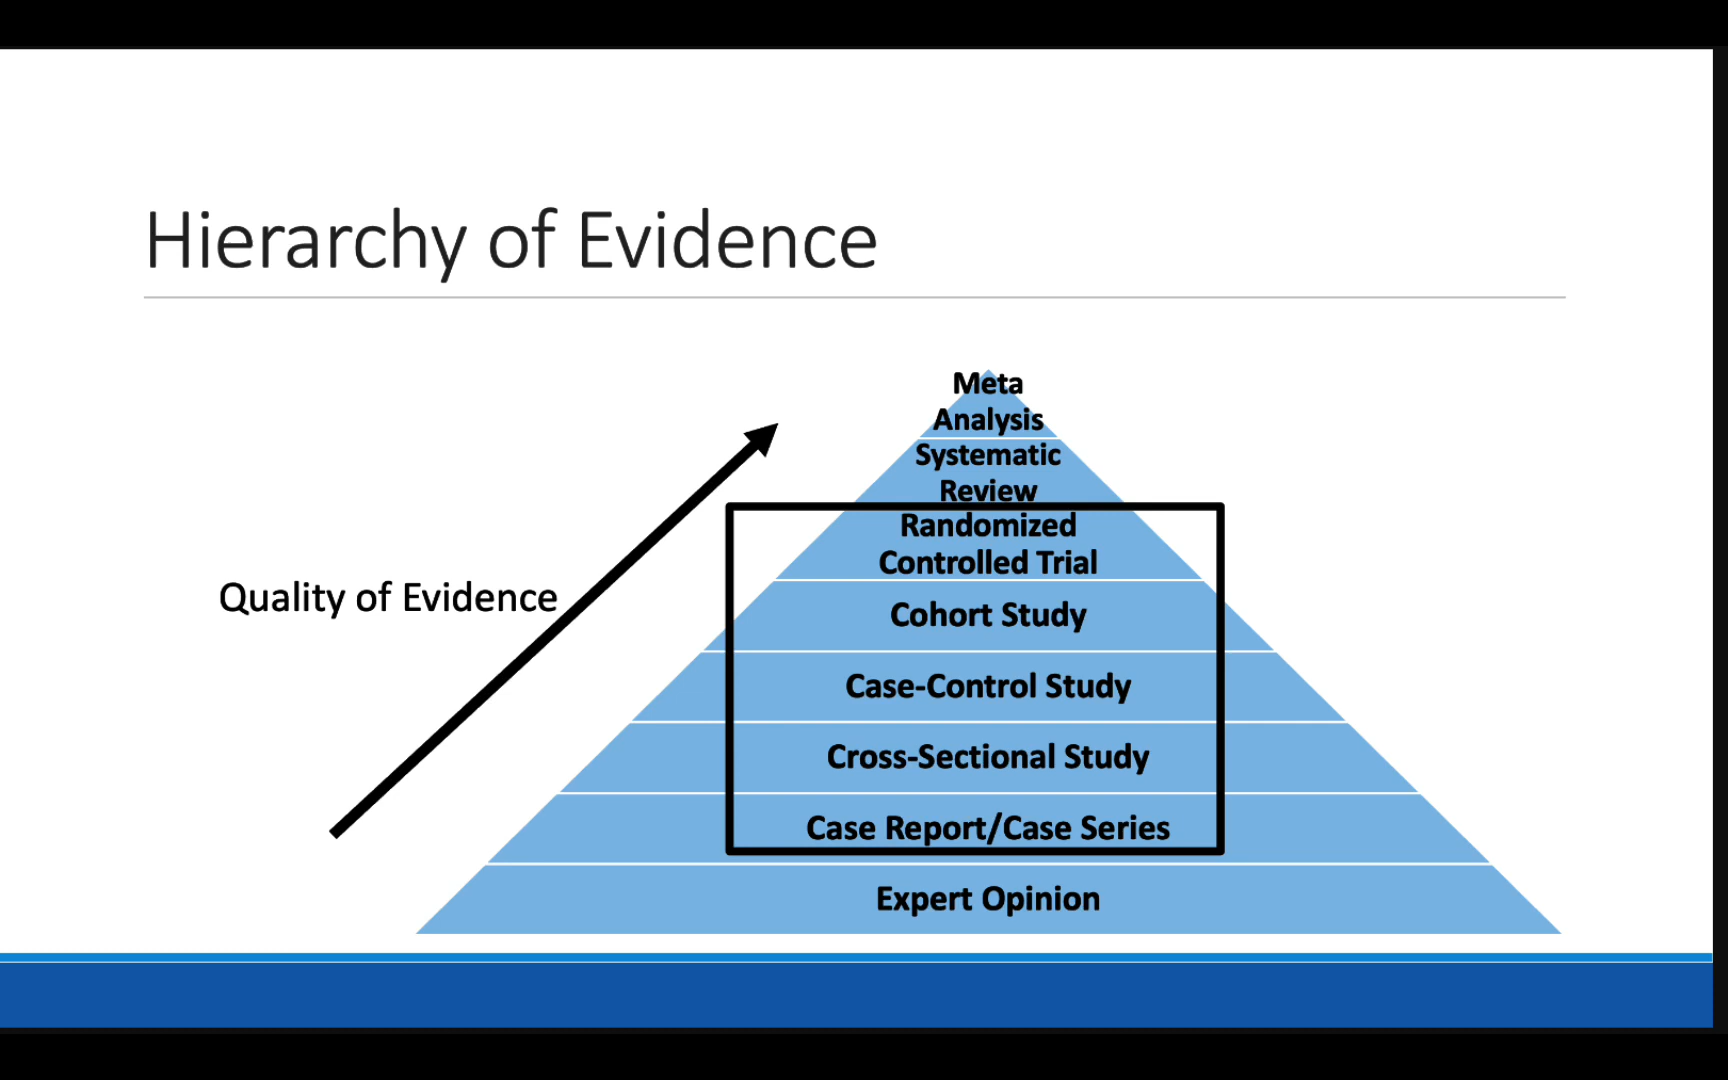 Hierarchy of Evidence
Meta
Analysis
Systematic
Review
Randomized
Controlled Trial
Quality of Evidence
Cohort Study
Case-Control Study
Cross-Sectional Study
Case Report/Case Series
Expert Opinion